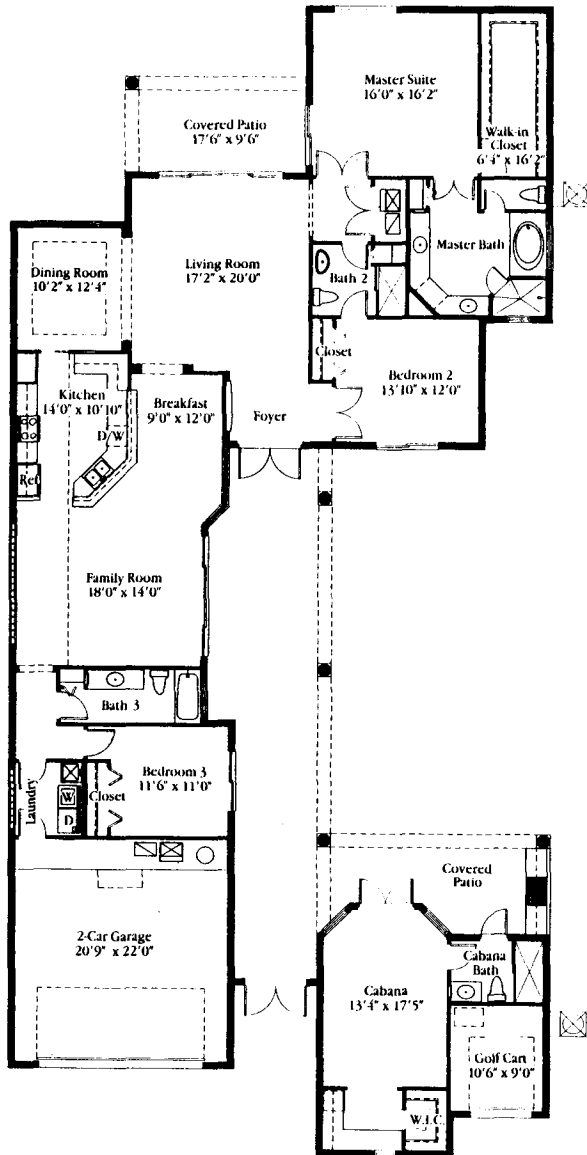 Master Suite
16'0" x 16'2"
Covered Patio
17'6" x 9'6"
Walk-in
Closet
6'4" x 16'2"
Master Bath
Living Room
17'2" x 20'0"
Dining Room
10'2" x 12'4"
Bath 2
Closet
Bedroom 2
13'10" x 12'0"
Kitchen
14'0" x 10'10"
D/W
Breakfast
9'0" x 12'0"
Foyer
Ref
Family Room
18'0" x 14'0"
Bath 3
Bedroom 3
11'6" x 11'0"
Laundry
W
D
Closet
Covered
Patio
2-Car Garage
20'9" x 22'0"
Cabana
Bath
Cabana
13'4" x 17'5"
Golf Cart
10'6" x 9'0"
W.I.C.